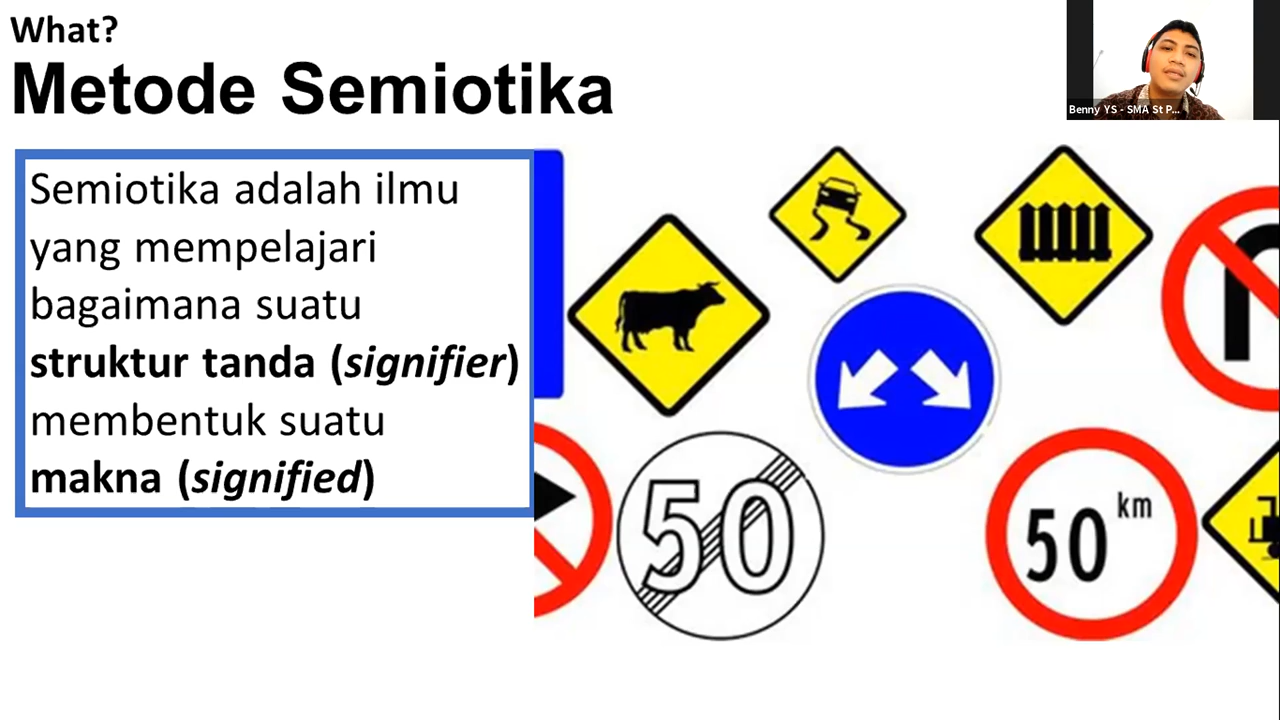 What?
Metode Semiotika
Benny YS - SMA St P...
Semiotika adalah ilmu
yang mempelajari
bagaimana suatu
struktur tanda (signifier)
membentuk suatu
makna (signified)
50
50 km